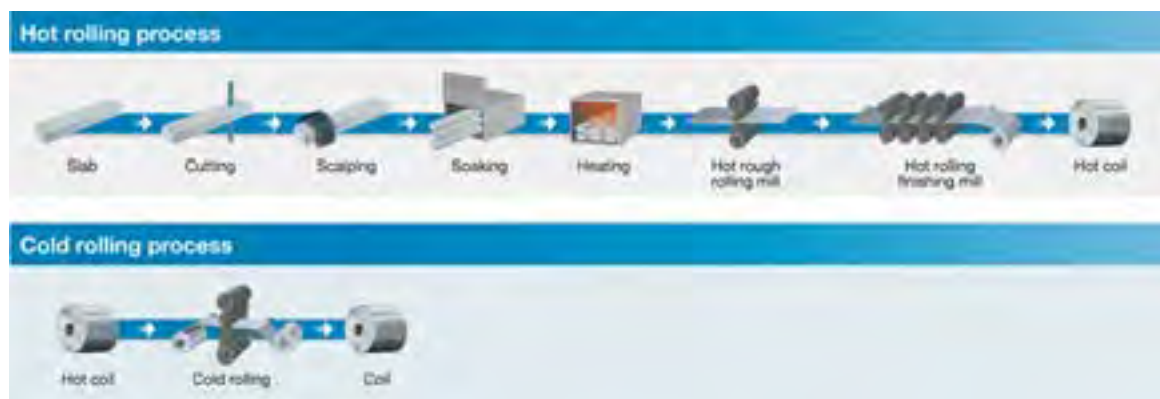 Hot rolling process
Slab
Cutting
Scalping
Soaking
Heating
Hot rough
rolling mill
Hot rolling
finishing mill
Hot coil
Cold rolling process
Hot coil
Cold rolling
Coil